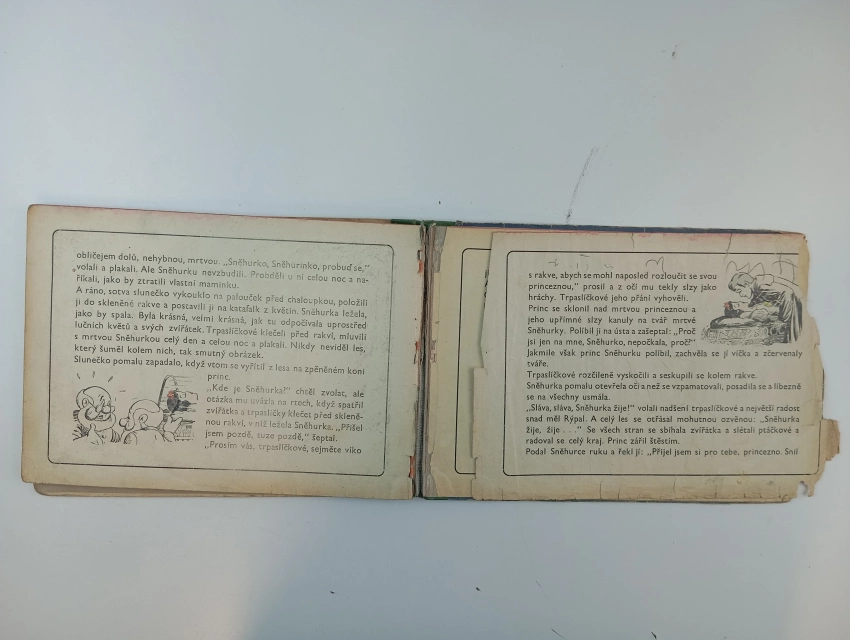 obličejem dolů, nehybnou, mrtvou. „Sněhurko, Sněhurinko, probuď se,"
volali a plakali. Ale Sněhurku nevzbudili. Probděli u ní celou noc a na-
říkali, jako by ztratili vlastní maminku.
A ráno, sotva slunečko vykouklo na palouček před chaloupkou, položili
ji do skleněné rakve a postavili ji na katafalk z květin. Sněhurka ležela,
jako by spala. Byla krásná, velmi krásná, jak tu odpočívala uprostřed
lučních květů a svých zvířátek. Trpaslíčkové klečeli před rakví, mluvili
s mrtvou Sněhurkou celý den a celou noc a plakali. Nikdy neviděl les,
který šuměl kolem nich, tak smutný obrázek.
Slunečko pomalu zapadalo, když vtom se vyřítil z lesa na zpěněném koni
princ.
„Kde je Sněhurka?" chtěl zvolat, ale
otázka mu uvázla na rtech, když spatřil
zvířátka a trpaslíčky klečet před skleně-
nou rakví, v níž ležela Sněhurka. „Přišel
jsem pozdě, tuze pozdě," šeptal.
„Prosím vás, trpaslíčkové, sejměte víko
s rakve, abych se mohl naposled rozloučit se svou
princeznou," prosil a z očí mu tekly slzy jako
hráchy. Trpaslíčkové jeho přání vyhověli.
Princ se sklonil nad mrtvou princeznou a
jeho upřímné slzy kanuly na tvář mrtvé
Sněhurky. Políbil ji na ústa a zašeptal: „Proč
jsi jen na mne, Sněhurko, nepočkala, proč?"
Jakmile však princ Sněhurku políbil, zachvěla se jí víčka a zčervenaly
tváře.
Trpaslíčkové rozčileně vyskočili a seskupili se kolem rakve.
Sněhurka pomalu otevřela oči a než se vzpamatovali, posadila se a líbezně
se na všechny usmála.
„Sláva, sláva, Sněhurka žije!" volali nadšení trpaslíčkové a největší radost
snad měl Rýpal. A celý les se otřásal mohutnou ozvěnou: „Sněhurka
žije, žije . . ." Se všech stran se sbíhala zvířátka a slétali ptáčkové a
radoval se celý kraj. Princ zářil štěstím.
Podal Sněhurce ruku a řekl jí: „Přijel jsem si pro tebe, princezno. Snil